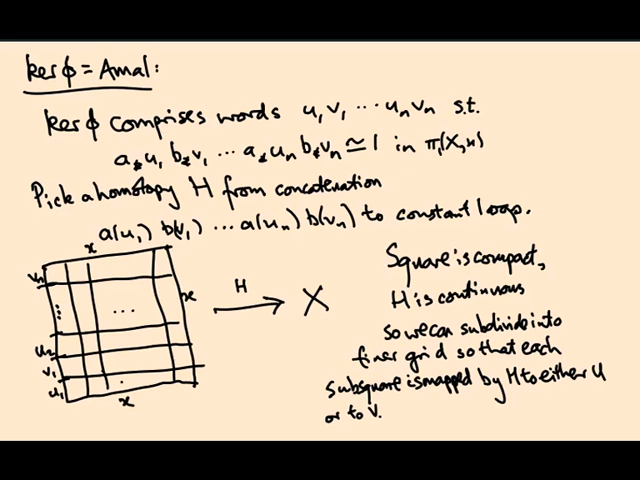 ker ϕ = Amal:
ker ϕ comprises words u₁v₁ ⋯ uₙvₙ s.t.
a⁎u₁ b⁎v₁ ⋯ a⁎uₙ b⁎vₙ ≃ 1 in π₁(X,x)
Pick a homotopy H from concatenation
a(u₁) b(v₁) ⋯ a(uₙ) b(vₙ) to constant loop.
x
vₙ
⋮
u₂
v₁
u₁
⋯
x
x
H
X
Square is compact,
H is continuous
so we can subdivide into
finer grid so that each
subsquare is mapped by H to either U
or to V.